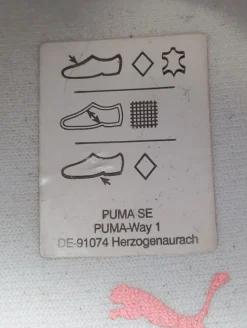 PUMA SE
PUMA-Way 1
DE-91074 Herzogenaurach